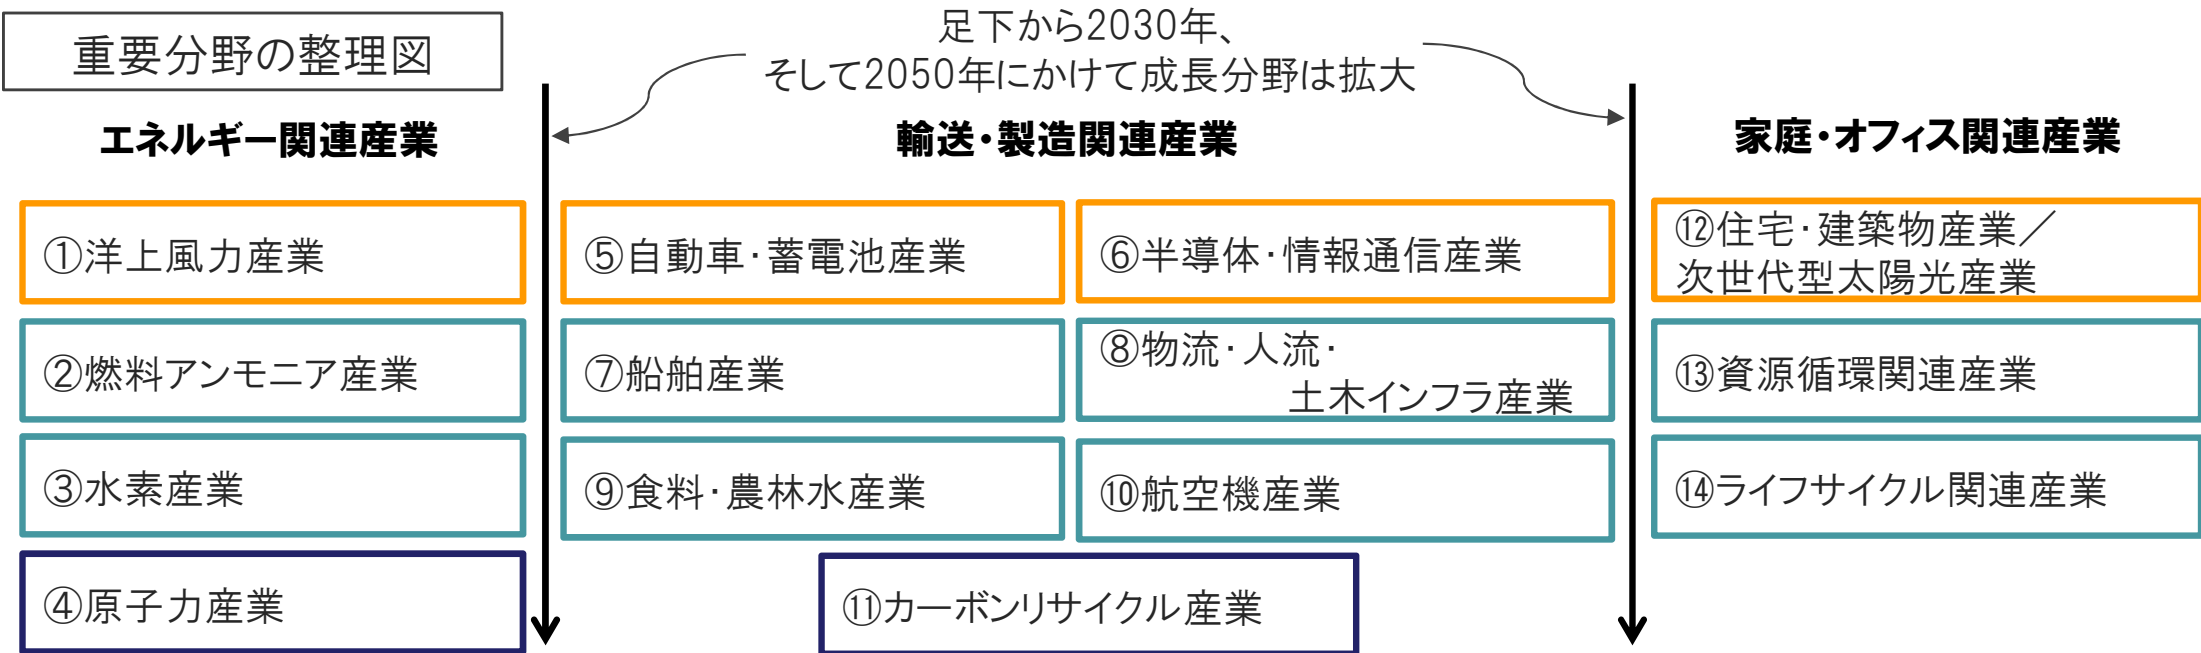 重要分野の整理図
足下から2030年、
そして2050年にかけて成長分野は拡大
エネルギー関連産業
輸送・製造関連産業
家庭・オフィス関連産業
①洋上風力産業
②燃料アンモニア産業
③水素産業
④原子力産業
⑤自動車・蓄電池産業
⑥半導体・情報通信産業
⑦船舶産業
⑧物流・人流・
土木インフラ産業
⑨食料・農林水産業
⑩航空機産業
⑪カーボンリサイクル産業
⑫住宅・建築物産業／
次世代型太陽光産業
⑬資源循環関連産業
⑭ライフサイクル関連産業